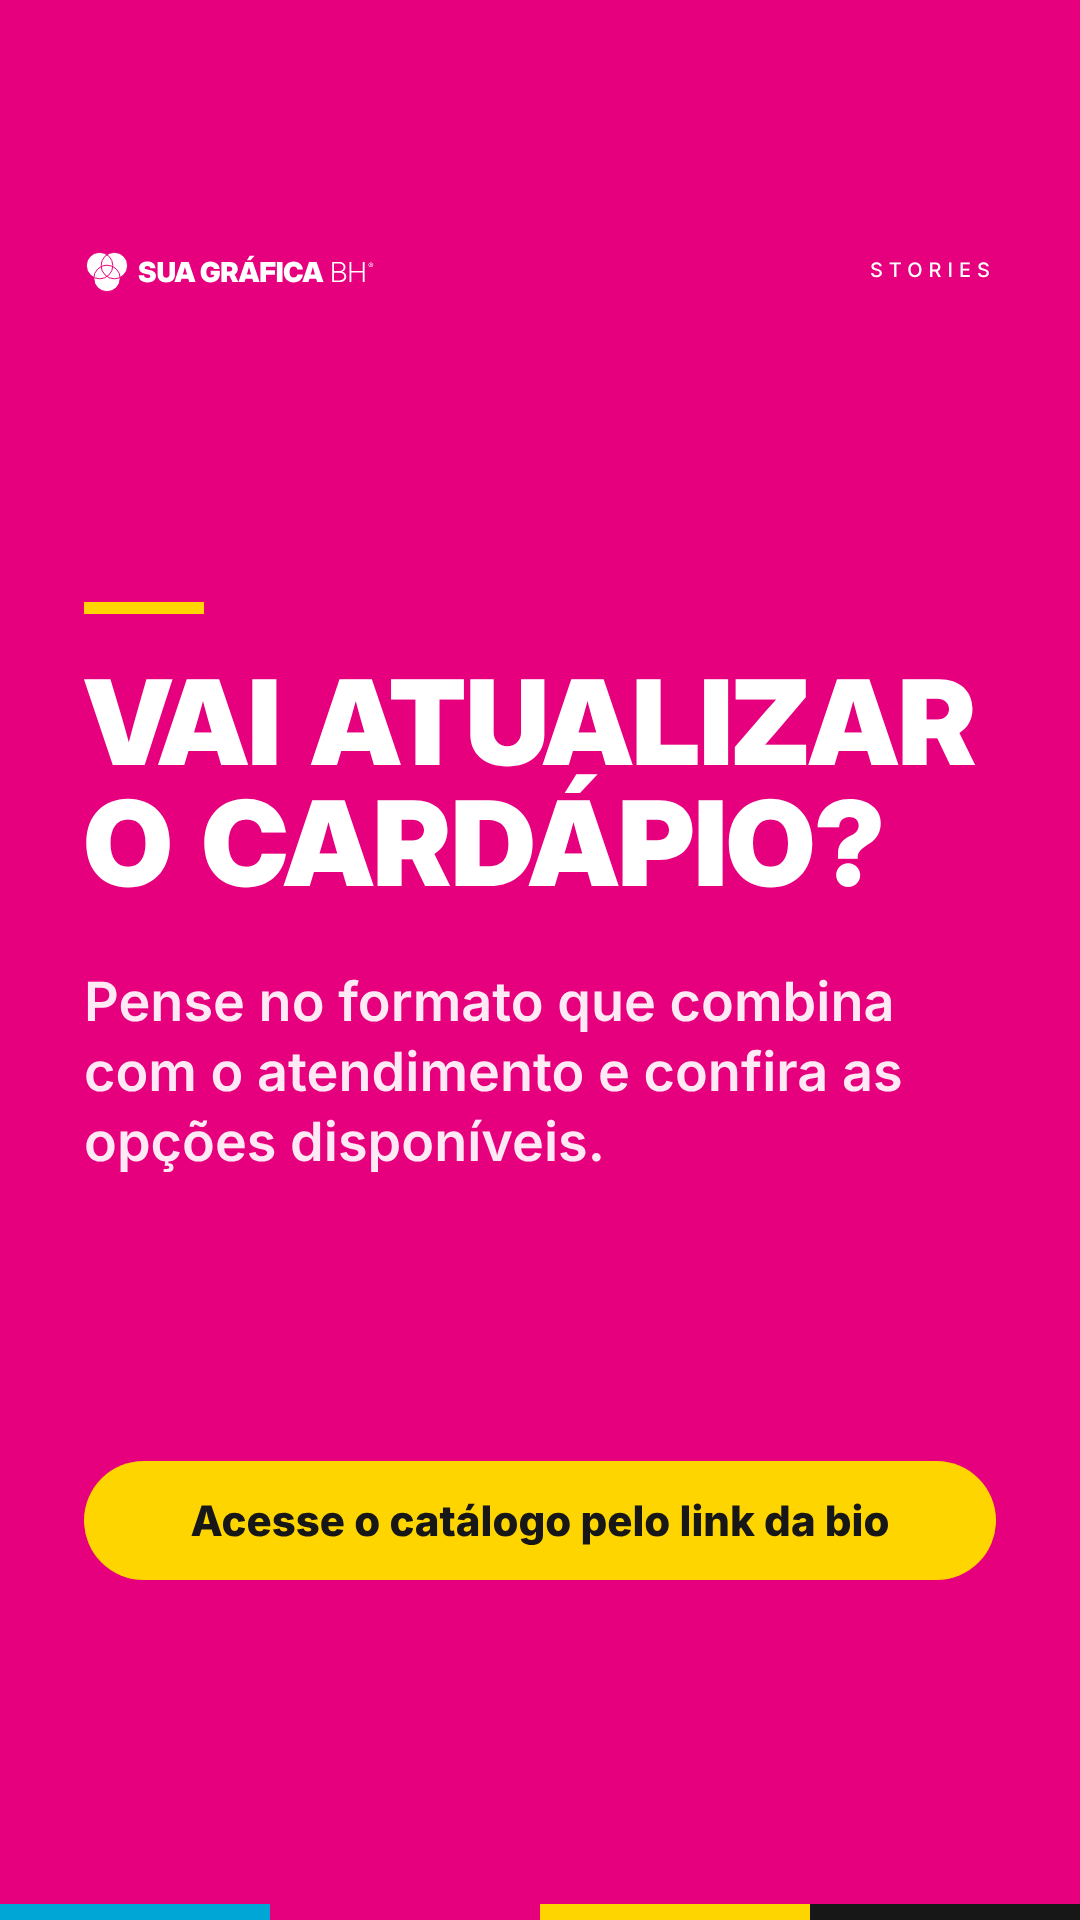 SUA GRÁFICA BH®
STORIES
VAI ATUALIZAR
O CARDÁPIO?
Pense no formato que combina
com o atendimento e confira as
opções disponíveis.
Acesse o catálogo pelo link da bio